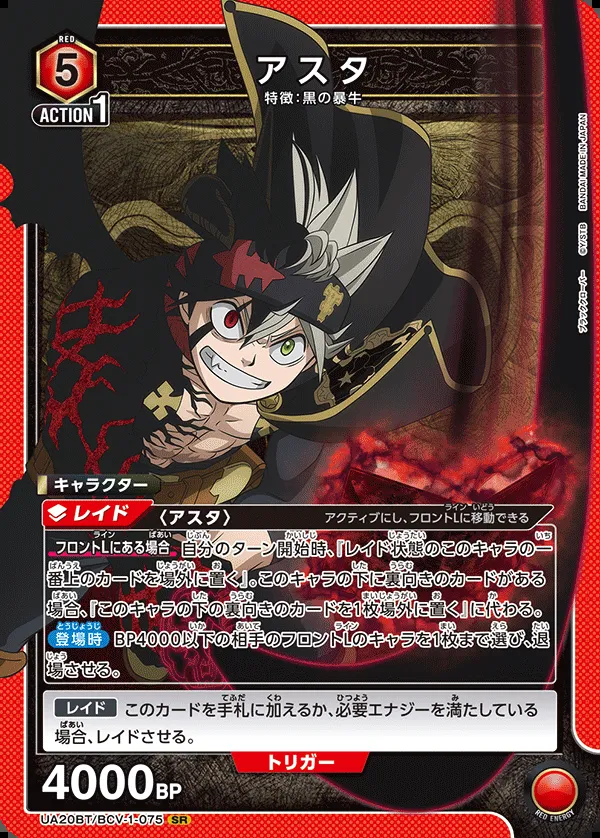 RED
5
ACTION1
アスタ
特徴:黒の暴牛
BANDAI MADE IN JAPAN
©Y/STB
ブラッククローバー
キャラクター
レイド 〈アスタ〉 アクティブにし、フロントLに移動できる
フロントLにある場合 自分のターン開始時、『レイド状態のこのキャラの一
番上のカードを場外に置く』。このキャラの下に裏向きのカードがある
場合、『このキャラの下の裏向きのカードを1枚場外に置く』に代わる。
登場時 BP4000以下の相手のフロントLのキャラを1枚まで選び、退
場させる。
レイド このカードを手札に加えるか、必要エナジーを満たしている
場合、レイドさせる。
トリガー
4000BP
RED ENERGY
UA20BT/BCV-1-075 SR